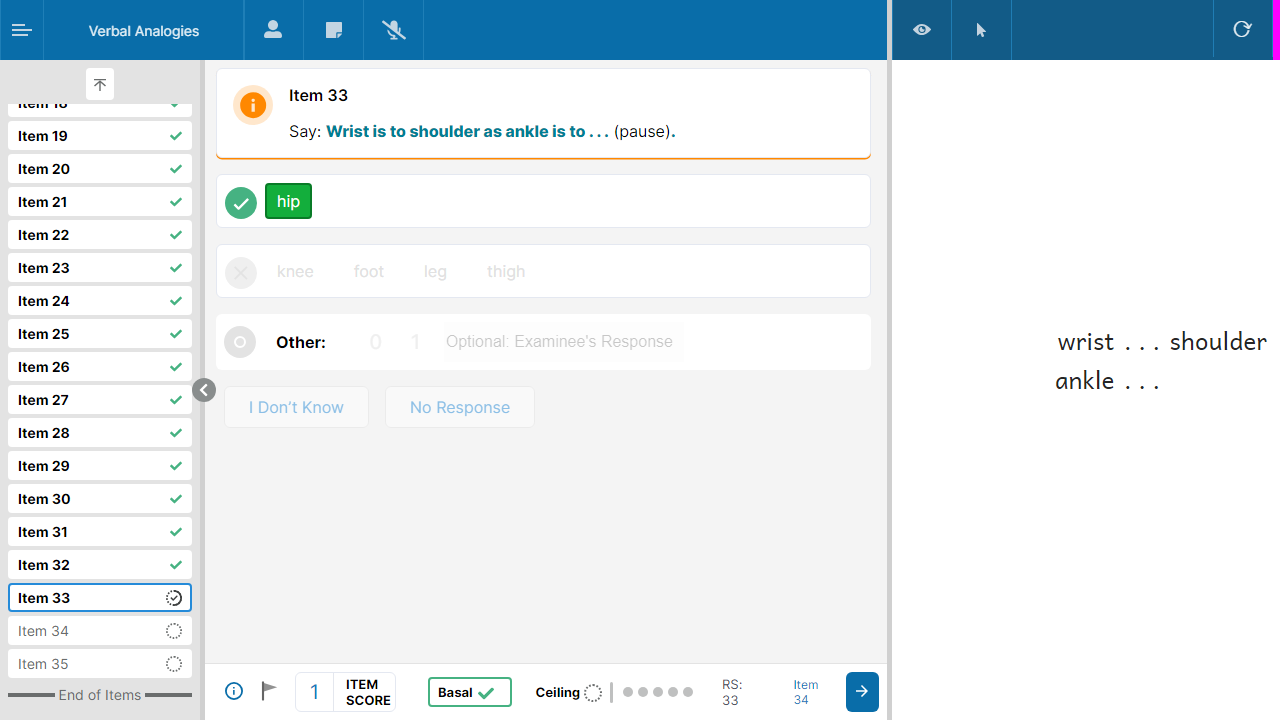 Verbal Analogies
Item 18
Item 19
Item 20
Item 21
Item 22
Item 23
Item 24
Item 25
Item 26
Item 27
Item 28
Item 29
Item 30
Item 31
Item 32
Item 33
Item 34
Item 35
End of Items
Item 33
Say: Wrist is to shoulder as ankle is to . . . (pause).
hip
knee foot leg thigh
Other: 0 1 Optional: Examinee's Response
I Don't Know No Response
1 ITEM SCORE
Basal
Ceiling
RS: 33
Item 34
wrist . . . shoulder
ankle . . .